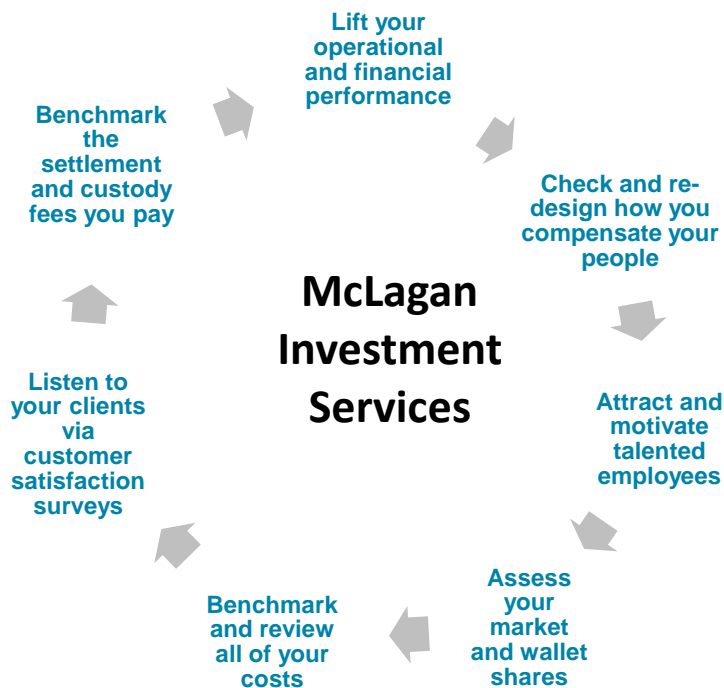 Lift your
operational
and financial
performance
Check and re-
design how you
compensate your
people
Attract and
motivate
talented
employees
Assess
your
market
and wallet
shares
Benchmark
and review
all of your
costs
Listen to
your clients
via
customer
satisfaction
surveys
Benchmark
the
settlement
and custody
fees you pay
McLagan
Investment
Services